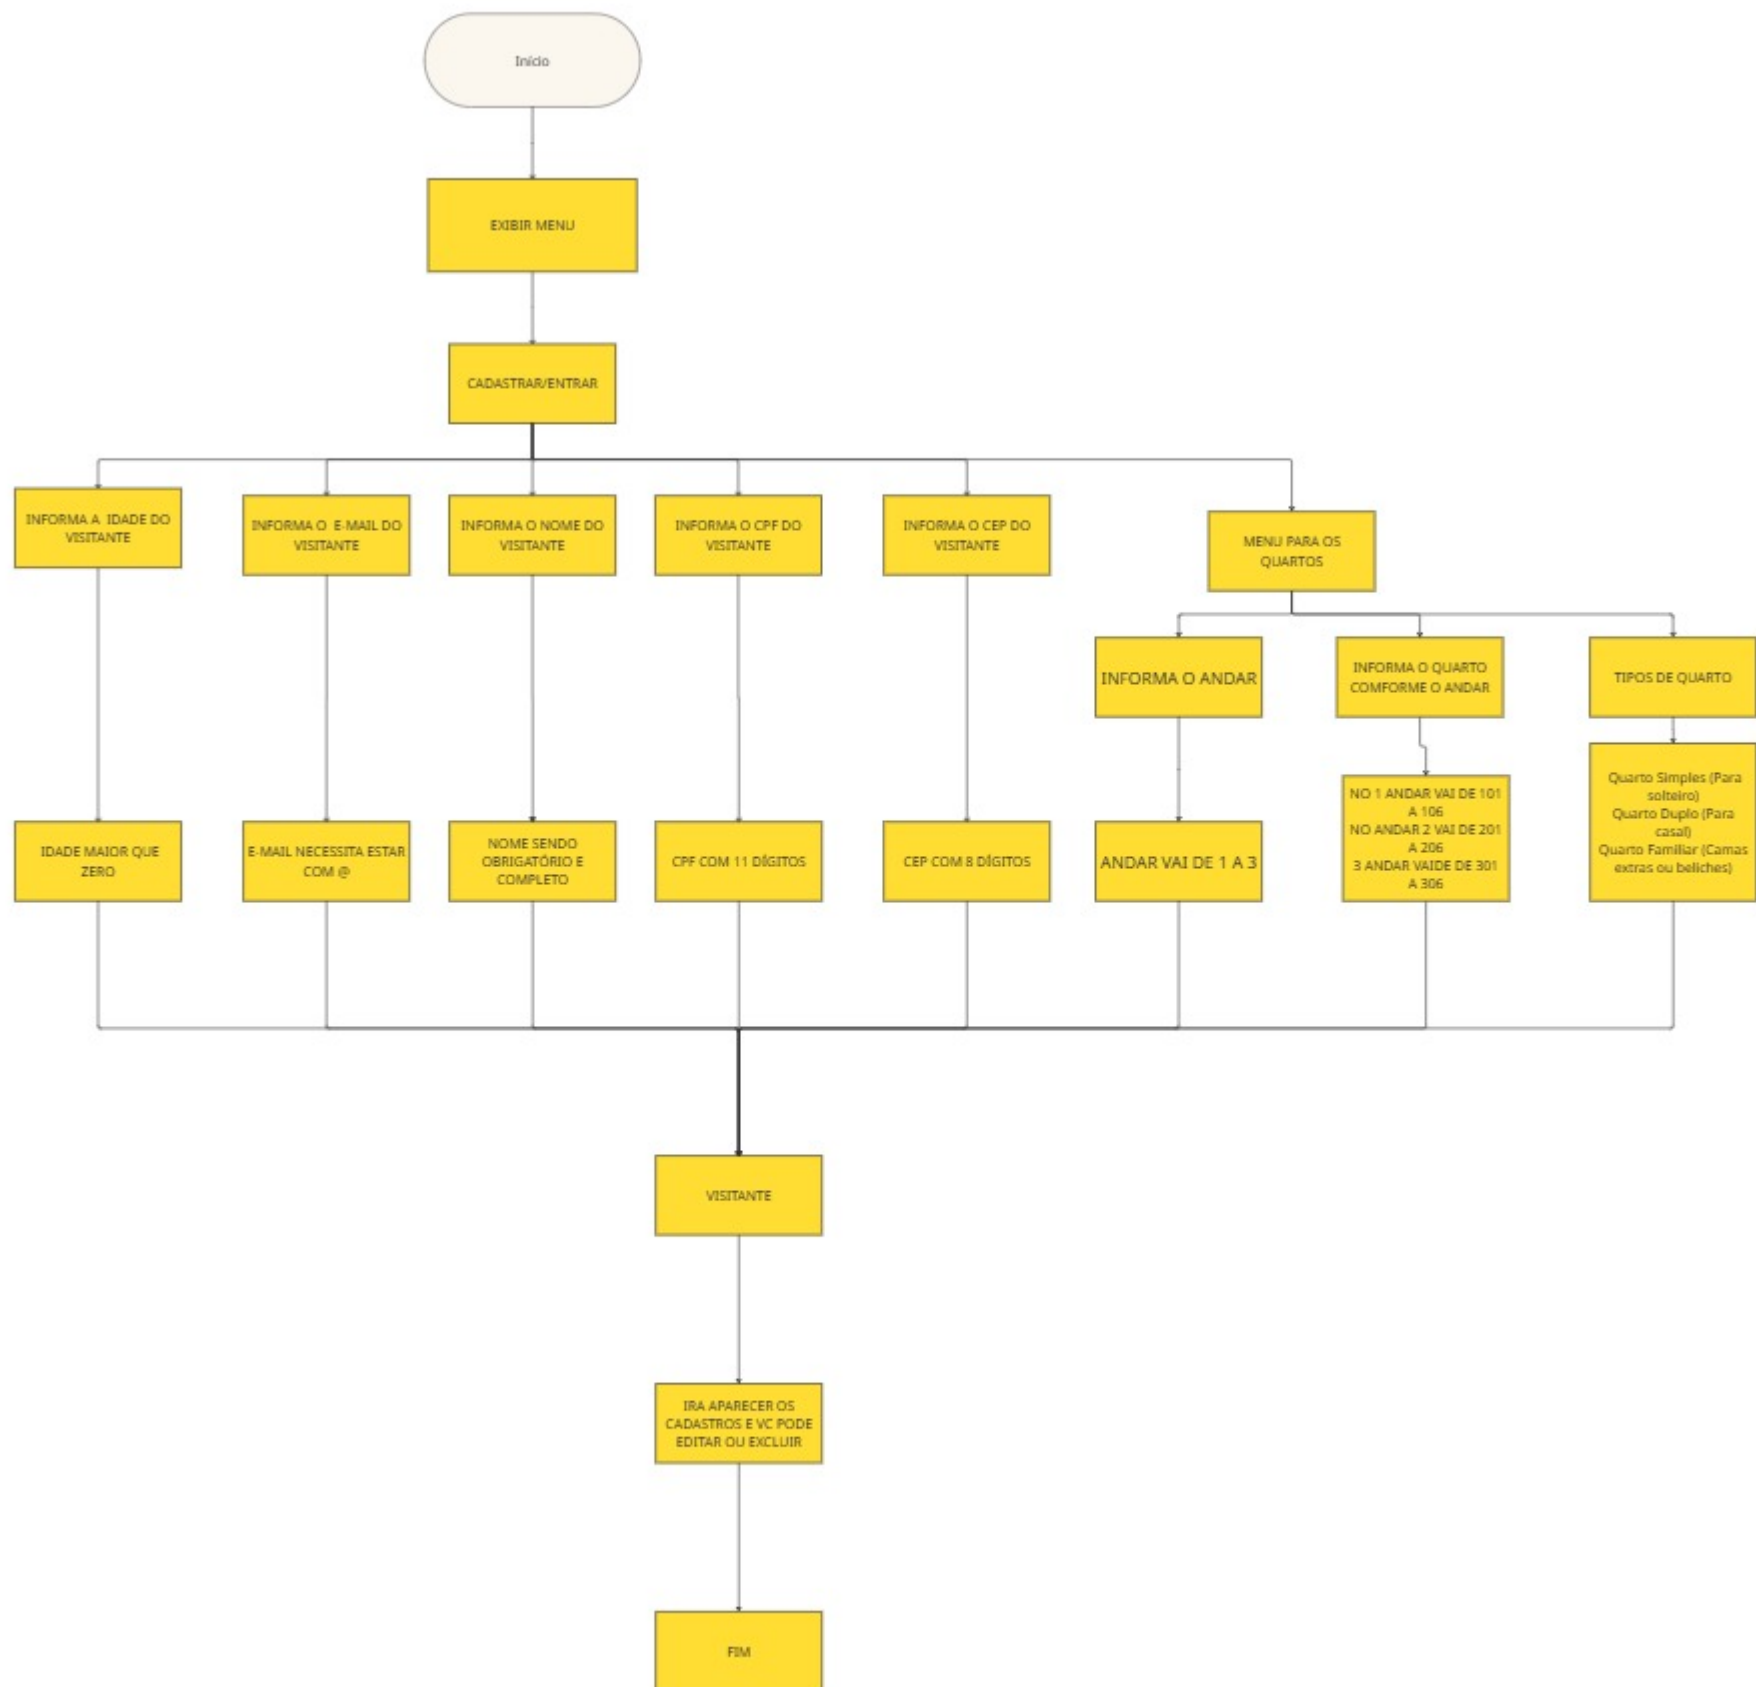 Início
EXIBIR MENU
CADASTRAR/ENTRAR
INFORMA A IDADE DO
VISITANTE
INFORMA O E-MAIL DO
VISITANTE
INFORMA O NOME DO
VISITANTE
INFORMA O CPF DO
VISITANTE
INFORMA O CEP DO
VISITANTE
MENU PARA OS
QUARTOS
INFORMA O ANDAR
INFORMA O QUARTO
COMFORME O ANDAR
TIPOS DE QUARTO
IDADE MAIOR QUE
ZERO
E-MAIL NECESSITA ESTAR
COM @
NOME SENDO
OBRIGATÓRIO E
COMPLETO
CPF COM 11 DÍGITOS
CEP COM 8 DÍGITOS
ANDAR VAI DE 1 A 3
NO 1 ANDAR VAI DE 101
A 106
NO ANDAR 2 VAI DE 201
A 206
3 ANDAR VAIDE DE 301
A 306
Quarto Simples (Para
solteiro)
Quarto Duplo (Para
casal)
Quarto Familiar (Camas
extras ou beliches)
VISITANTE
IRA APARECER OS
CADASTROS E VC PODE
EDITAR OU EXCLUIR
FIM